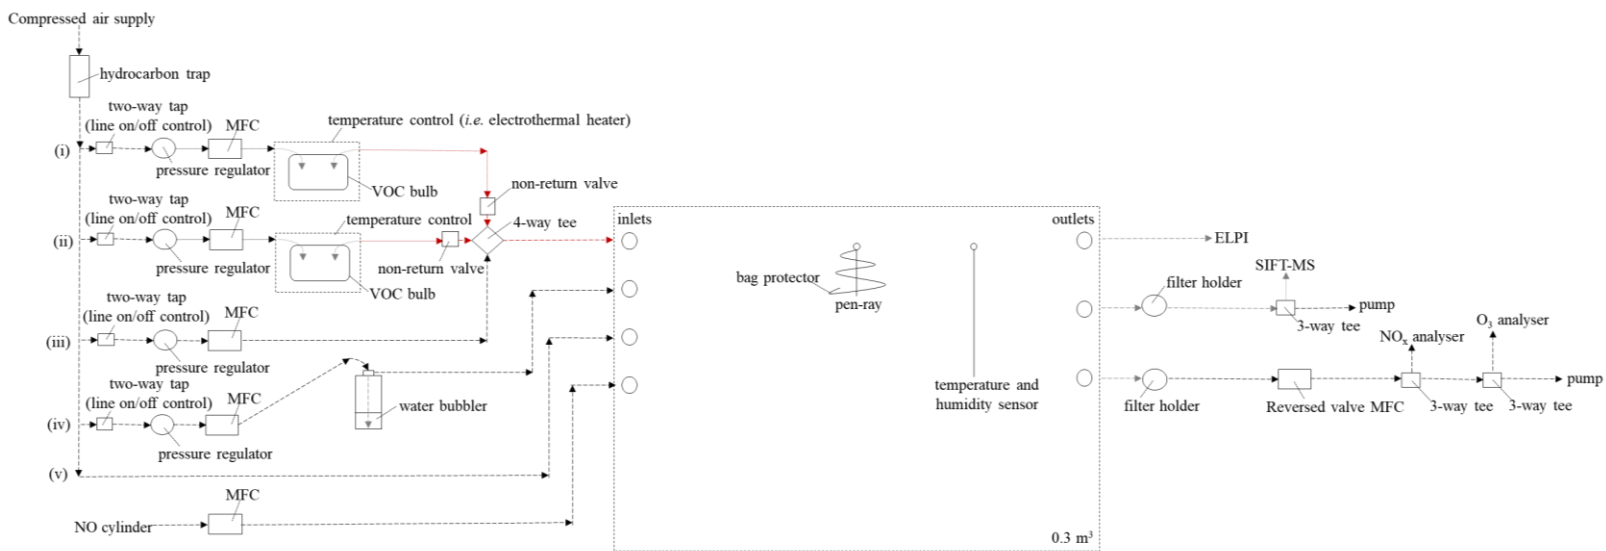 Compressed air supply
hydrocarbon trap
two-way tap
(line on/off control)
MFC
temperature control (i.e. electrothermal heater)
(i)
pressure regulator
VOC bulb
non-return valve
two-way tap
(line on/off control)
MFC
temperature control
4-way tee
inlets
outlets
(ii)
ELPI
pressure regulator
non-return valve
SIFT-MS
bag protector
filter holder
VOC bulb
pen-ray
pump
two-way tap
(line on/off control)
MFC
3-way tee
O3 analyser
(iii)
NOx analyser
pressure regulator
two-way tap
(line on/off control)
MFC
water bubbler
temperature and
humidity sensor
pump
filter holder
Reversed valve MFC
3-way tee
3-way tee
(iv)
pressure regulator
(v)
MFC
NO cylinder
0.3 m³